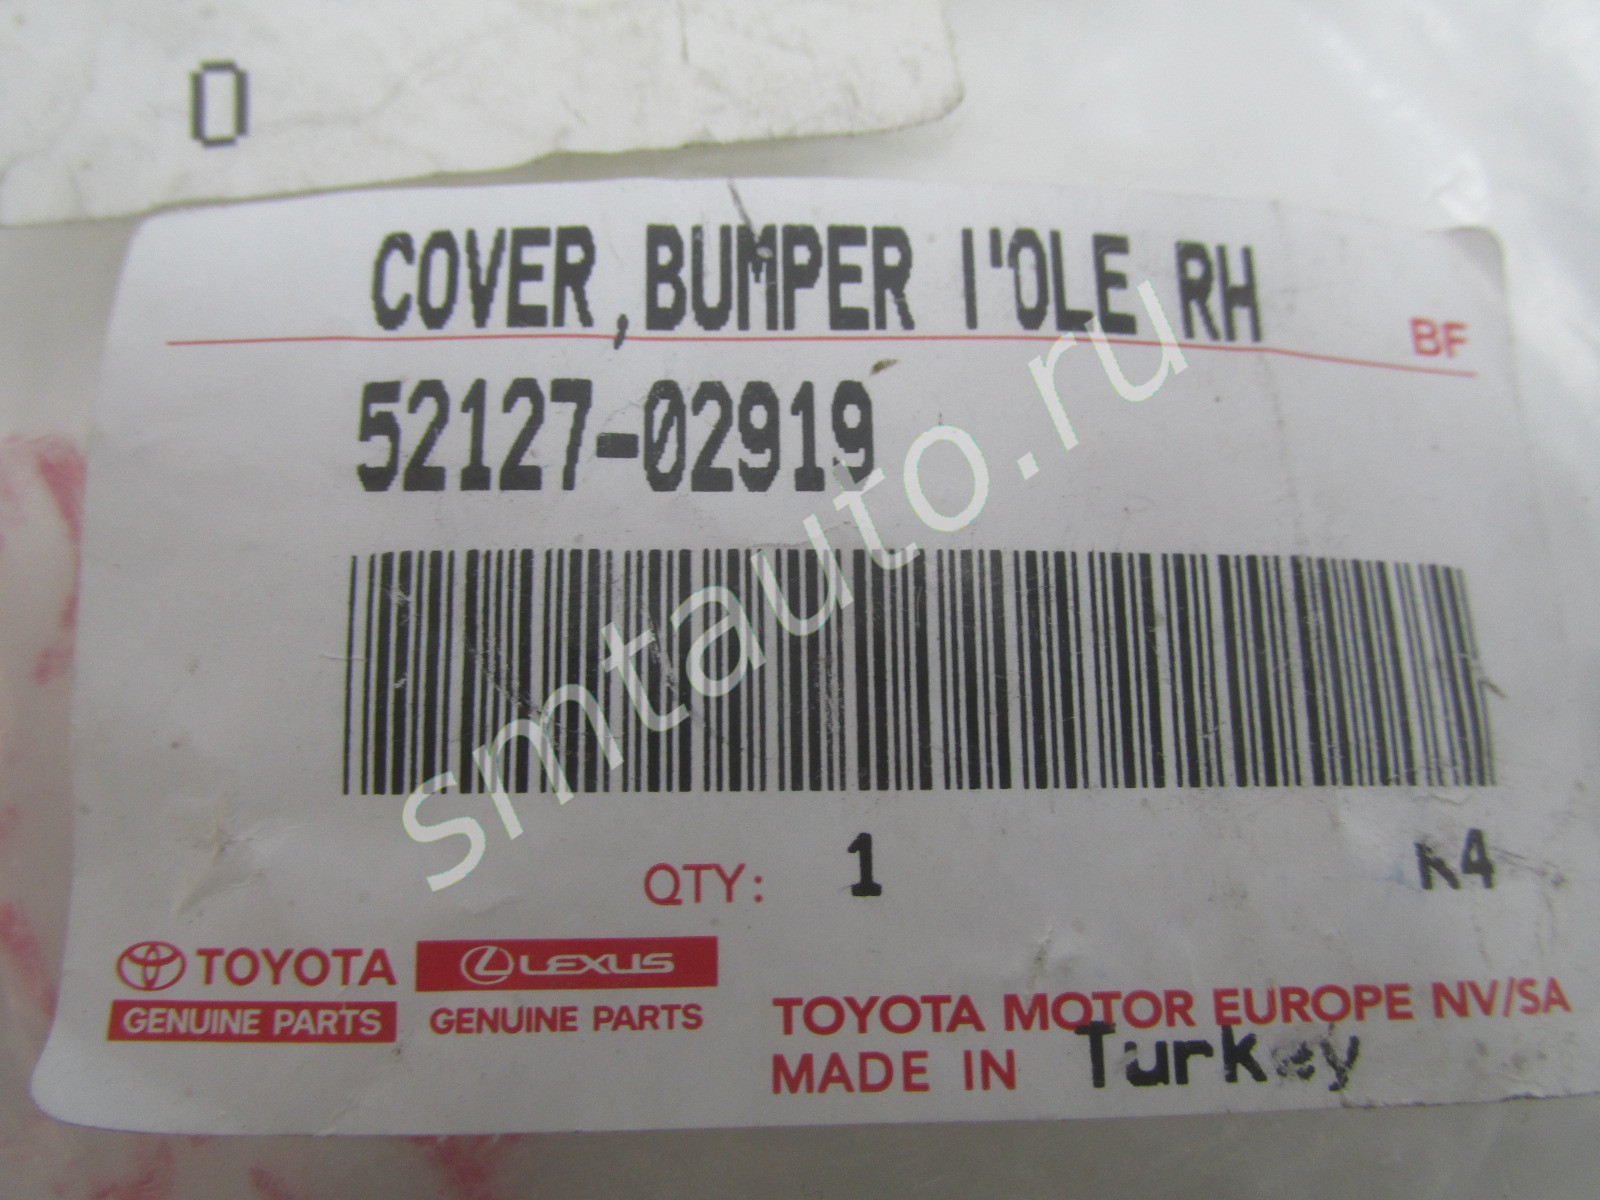 0
COVER,BUMPER I'OLE RH
BF
52127-02919
smtauto.ru
QTY: 1
K4
TOYOTA LEXUS
GENUINE PARTS GENUINE PARTS
TOYOTA MOTOR EUROPE NV/SA
MADE IN Turkey